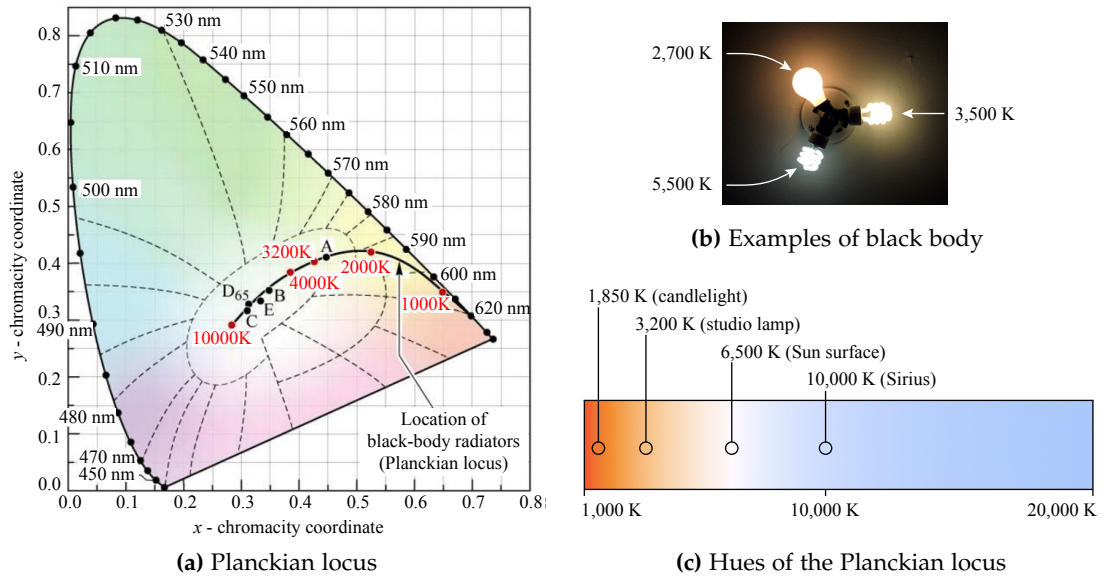 0.8
0.7
0.6
0.5
0.4
0.3
0.2
0.1
0.0
y - chromacity coordinate
530 nm
540 nm
510 nm
550 nm
560 nm
570 nm
500 nm
580 nm
590 nm
3200K
A
600 nm
2000K
4000K
D65
B
1000K
620 nm
E
C
490 nm
10000K
480 nm
Location of
black-body radiators
(Planckian locus)
470 nm
450 nm
0.0 0.1 0.2 0.3 0.4 0.5 0.6 0.7 0.8
x - chromacity coordinate
(a) Planckian locus
2,700 K
3,500 K
5,500 K
(b) Examples of black body
1,850 K (candlelight)
3,200 K (studio lamp)
6,500 K (Sun surface)
10,000 K (Sirius)
1,000 K 10,000 K 20,000 K
(c) Hues of the Planckian locus